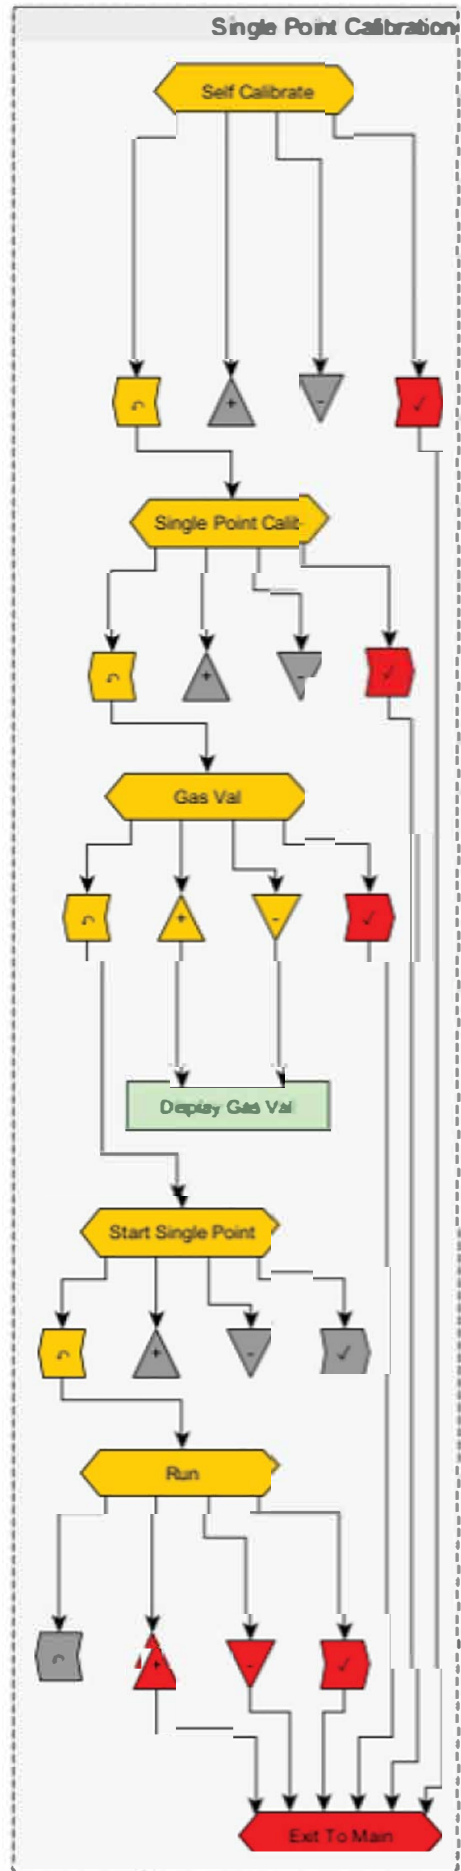 Single Point Calibration
Self Calibrate
+
-
✓
Single Point Calib
+
-
✓
Gas Val
+
-
✓
Display Gas Val
Start Single Point
+
-
✓
Run
+
-
✓
Exit To Main